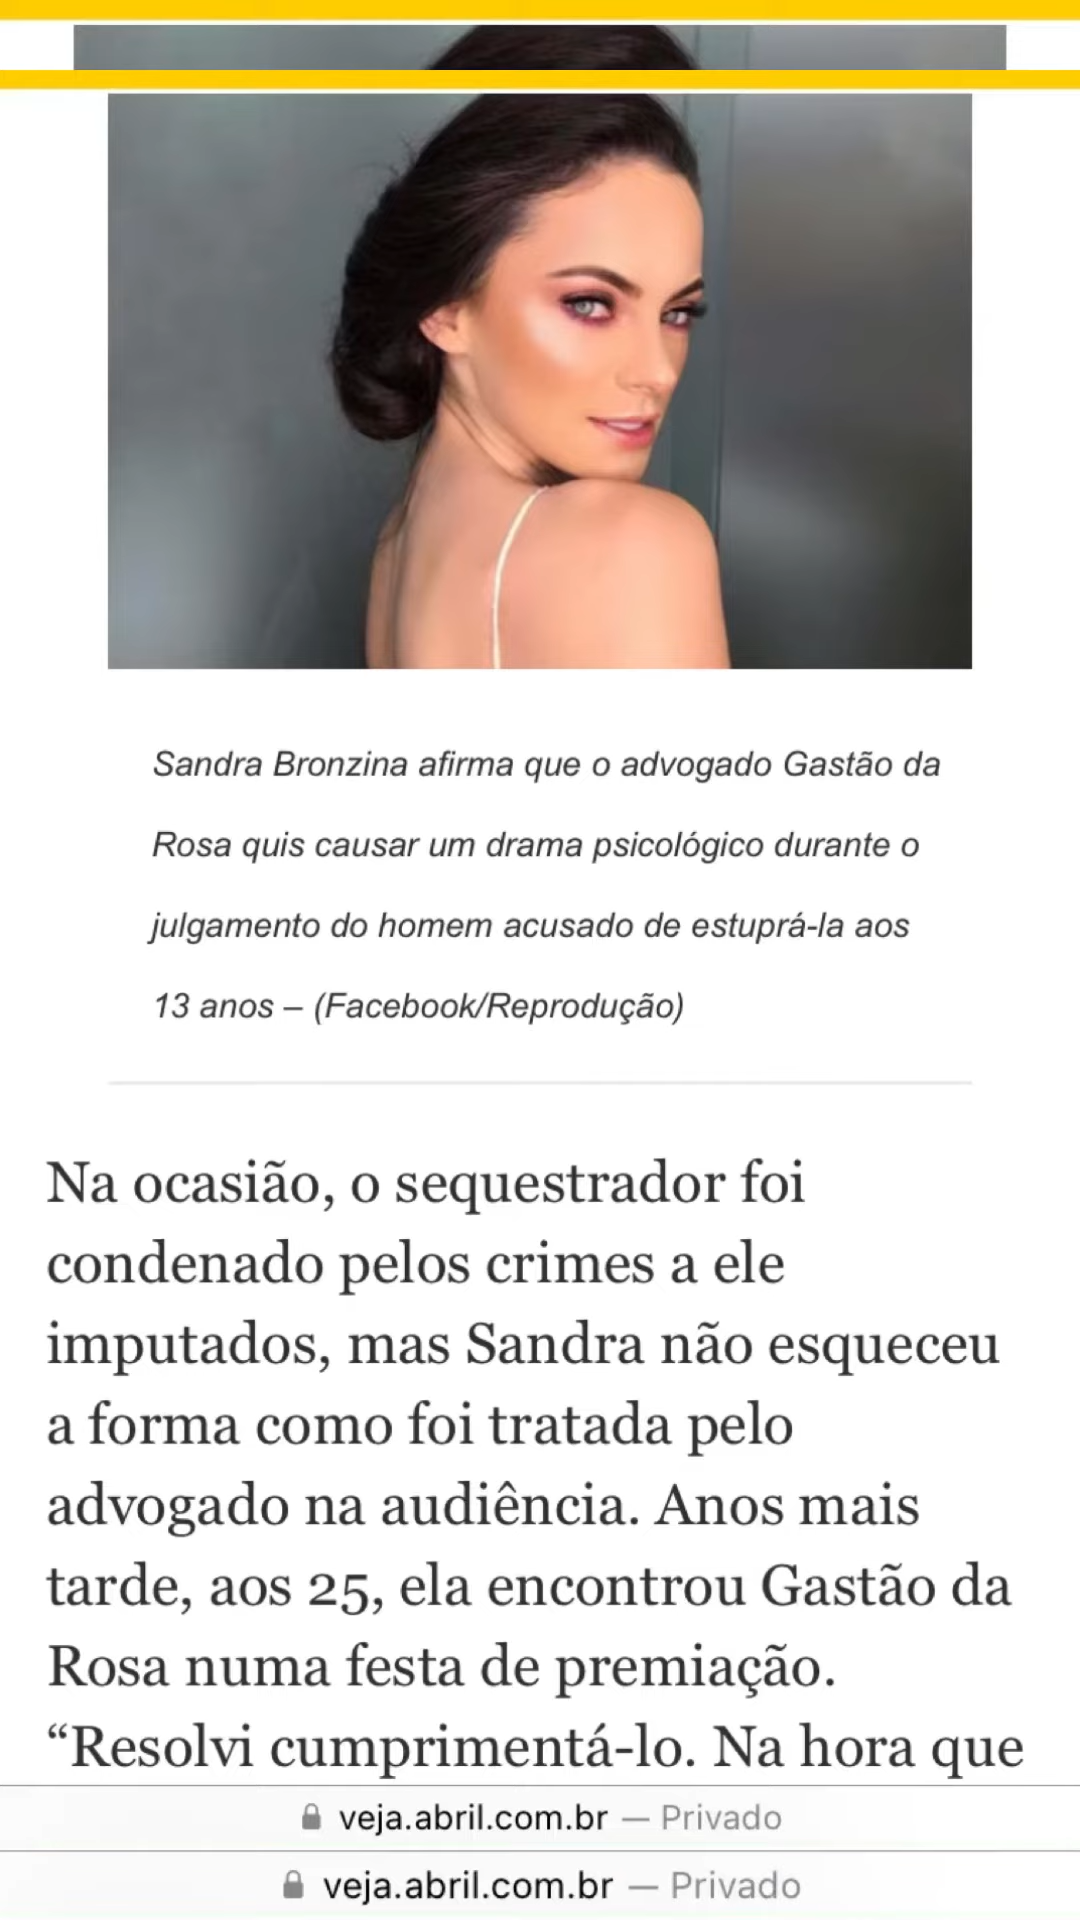 Sandra Bronzina afirma que o advogado Gastão da
Rosa quis causar um drama psicológico durante o
julgamento do homem acusado de estuprá-la aos
13 anos – (Facebook/Reprodução)
Na ocasião, o sequestrador foi
condenado pelos crimes a ele
imputados, mas Sandra não esqueceu
a forma como foi tratada pelo
advogado na audiência. Anos mais
tarde, aos 25, ela encontrou Gastão da
Rosa numa festa de premiação.
“Resolvi cumprimentá-lo. Na hora que
veja.abril.com.br — Privado
veja.abril.com.br — Privado